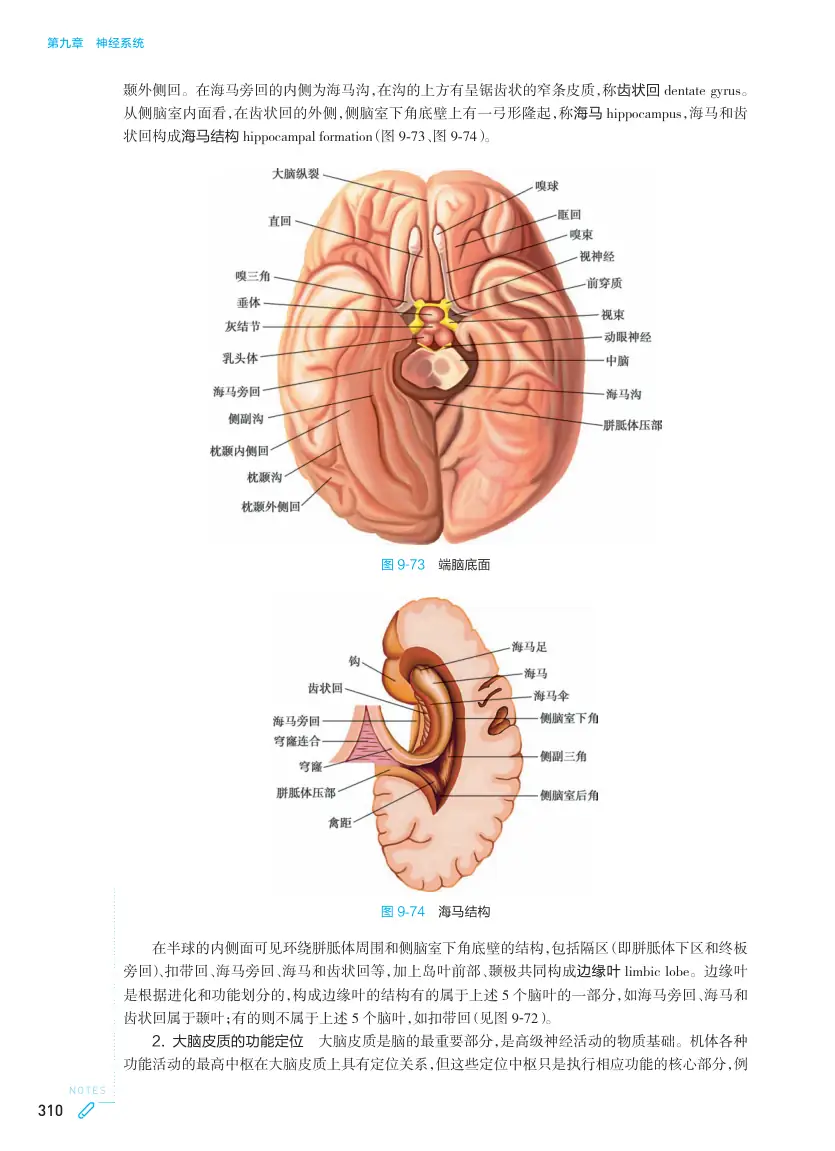 第九章 神经系统
颞外侧回。在海马旁回的内侧为海马沟,在沟的上方有呈锯齿状的窄条皮质,称齿状回 dentate gyrus。
从侧脑室内面看,在齿状回的外侧,侧脑室下角底壁上有一弓形隆起,称海马 hippocampus,海马和齿
状回构成海马结构 hippocampal formation(图 9-73、图 9-74)。
大脑纵裂
嗅球
直回
眶回
嗅束
视神经
嗅三角
前穿质
垂体
视束
灰结节
动眼神经
乳头体
中脑
海马旁回
海马沟
侧副沟
胼胝体压部
枕颞内侧回
枕颞沟
枕颞外侧回
图 9-73 端脑底面
海马足
钩
海马
齿状回
海马伞
海马旁回
侧脑室下角
穹窿连合
侧副三角
穹窿
胼胝体压部
侧脑室后角
禽距
图 9-74 海马结构
在半球的内侧面可见环绕胼胝体周围和侧脑室下角底壁的结构,包括隔区(即胼胝体下区和终板
旁回)、扣带回、海马旁回、海马和齿状回等,加上岛叶前部、颞极共同构成边缘叶 limbic lobe。边缘叶
是根据进化和功能划分的,构成边缘叶的结构有的属于上述 5 个脑叶的一部分,如海马旁回、海马和
齿状回属于颞叶;有的则不属于上述 5 个脑叶,如扣带回(见图 9-72)。
2. 大脑皮质的功能定位 大脑皮质是脑的最重要部分,是高级神经活动的物质基础。机体各种
功能活动的最高中枢在大脑皮质上具有定位关系,但这些定位中枢只是执行相应功能的核心部分,例
NOTES
310